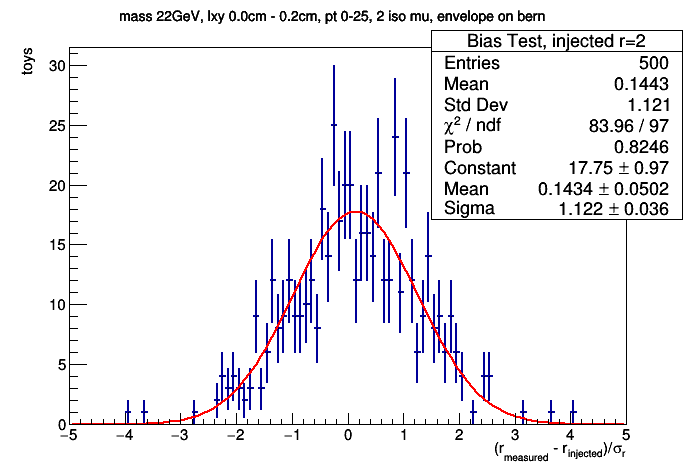 mass 22GeV, lxy 0.0cm - 0.2cm, pt 0-25, 2 iso mu, envelope on bern
Bias Test, injected r=2
Entries 500
Mean 0.1443
Std Dev 1.121
χ² / ndf 83.96 / 97
Prob 0.8246
Constant 17.75 ± 0.97
Mean 0.1434 ± 0.0502
Sigma 1.122 ± 0.036
toys
30
25
20
15
10
5
0
−5 −4 −3 −2 −1 0 1 2 3 4 5
(r_measured - r_injected)/σ_r